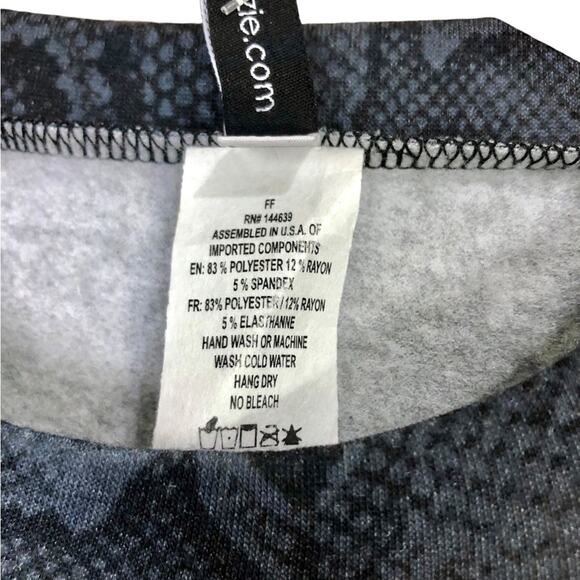 zie.com
FF
RN# 144639
ASSEMBLED IN U.S.A. OF
IMPORTED COMPONENTS
EN: 83 % POLYESTER 12 % RAYON
5 % SPANDEX
FR: 83% POLYESTER / 12% RAYON
5 % ELASTHANNE
HAND WASH OR MACHINE
WASH COLD WATER
HANG DRY
NO BLEACH